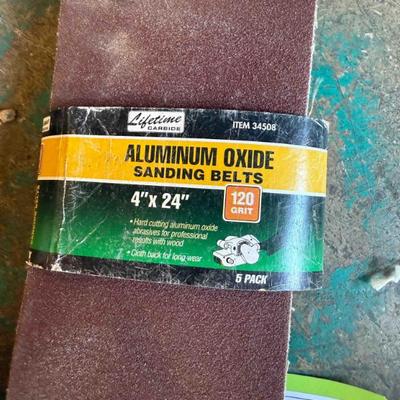 Lifetime
CARBIDE
ITEM 34508
ALUMINUM OXIDE
SANDING BELTS
4"x 24"
120
GRIT
• Hard cutting aluminum oxide
abrasives for professional
results with wood
• Cloth back for long wear
5 PACK